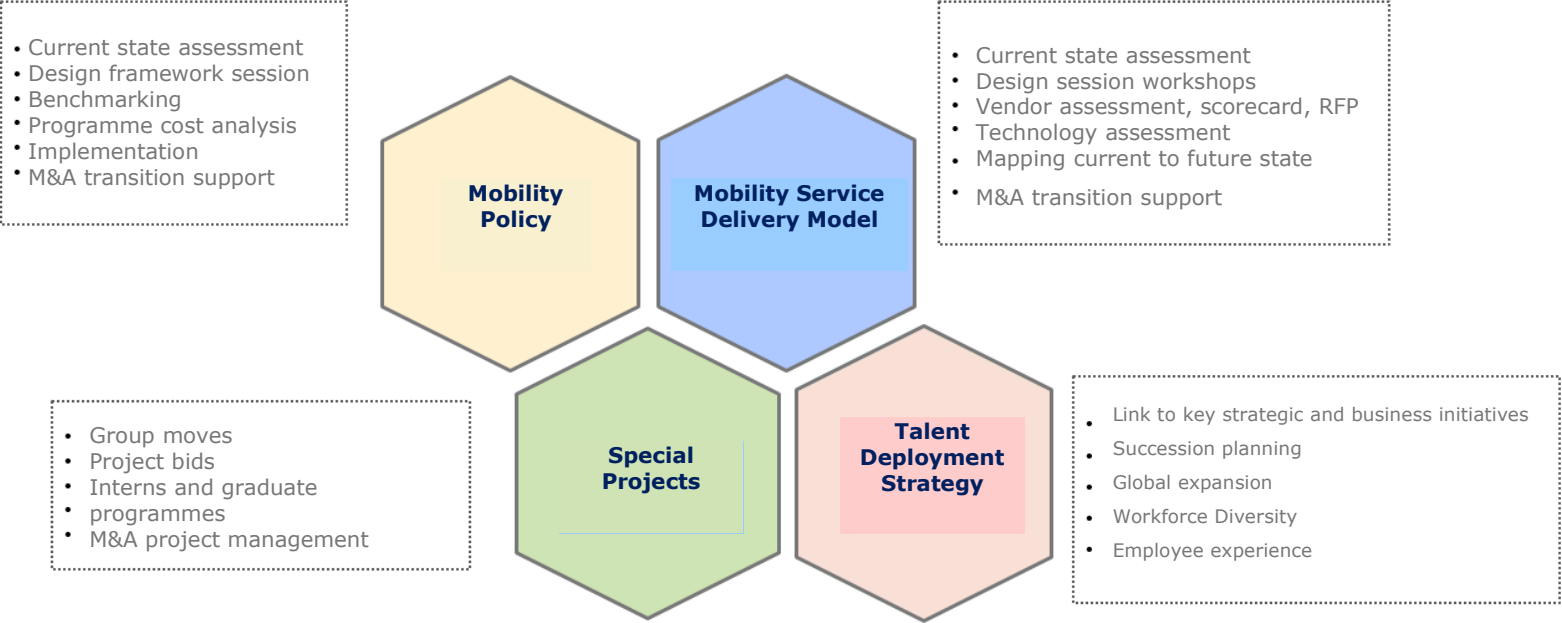 • Current state assessment
• Design framework session
• Benchmarking
• Programme cost analysis
• Implementation
• M&A transition support
Mobility
Policy
Mobility Service
Delivery Model
• Current state assessment
• Design session workshops
• Vendor assessment, scorecard, RFP
• Technology assessment
• Mapping current to future state
• M&A transition support
• Group moves
• Project bids
• Interns and graduate
• programmes
• M&A project management
Special
Projects
Talent
Deployment
Strategy
• Link to key strategic and business initiatives
• Succession planning
• Global expansion
• Workforce Diversity
• Employee experience